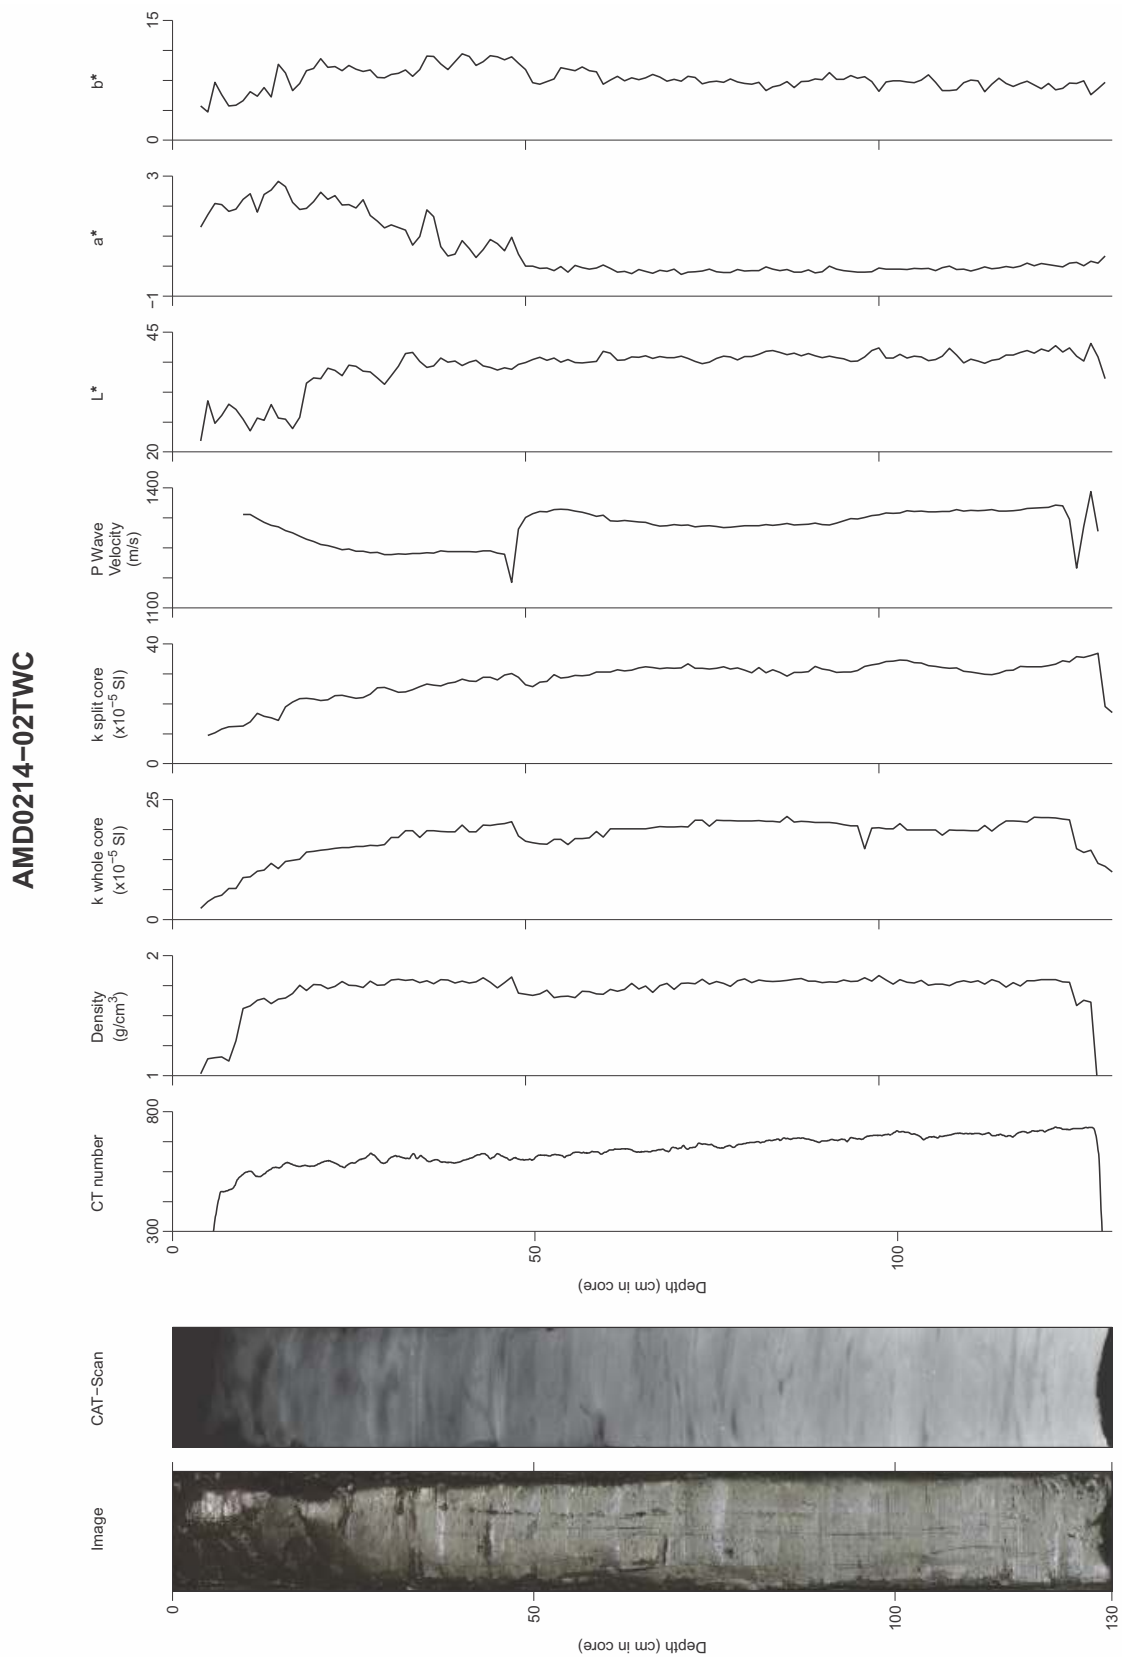 AMD0214−02TWC
b*
0
15
a*
−1
3
L*
20
45
P Wave
Velocity
(m/s)
1100
1400
k split core
(x10⁻⁵ SI)
0
40
k whole core
(x10⁻⁵ SI)
0
25
Density
(g/cm³)
1
2
CT number
300
800
0
50
100
Depth (cm in core)
CAT−Scan
Image
0
50
100
130
Depth (cm in core)